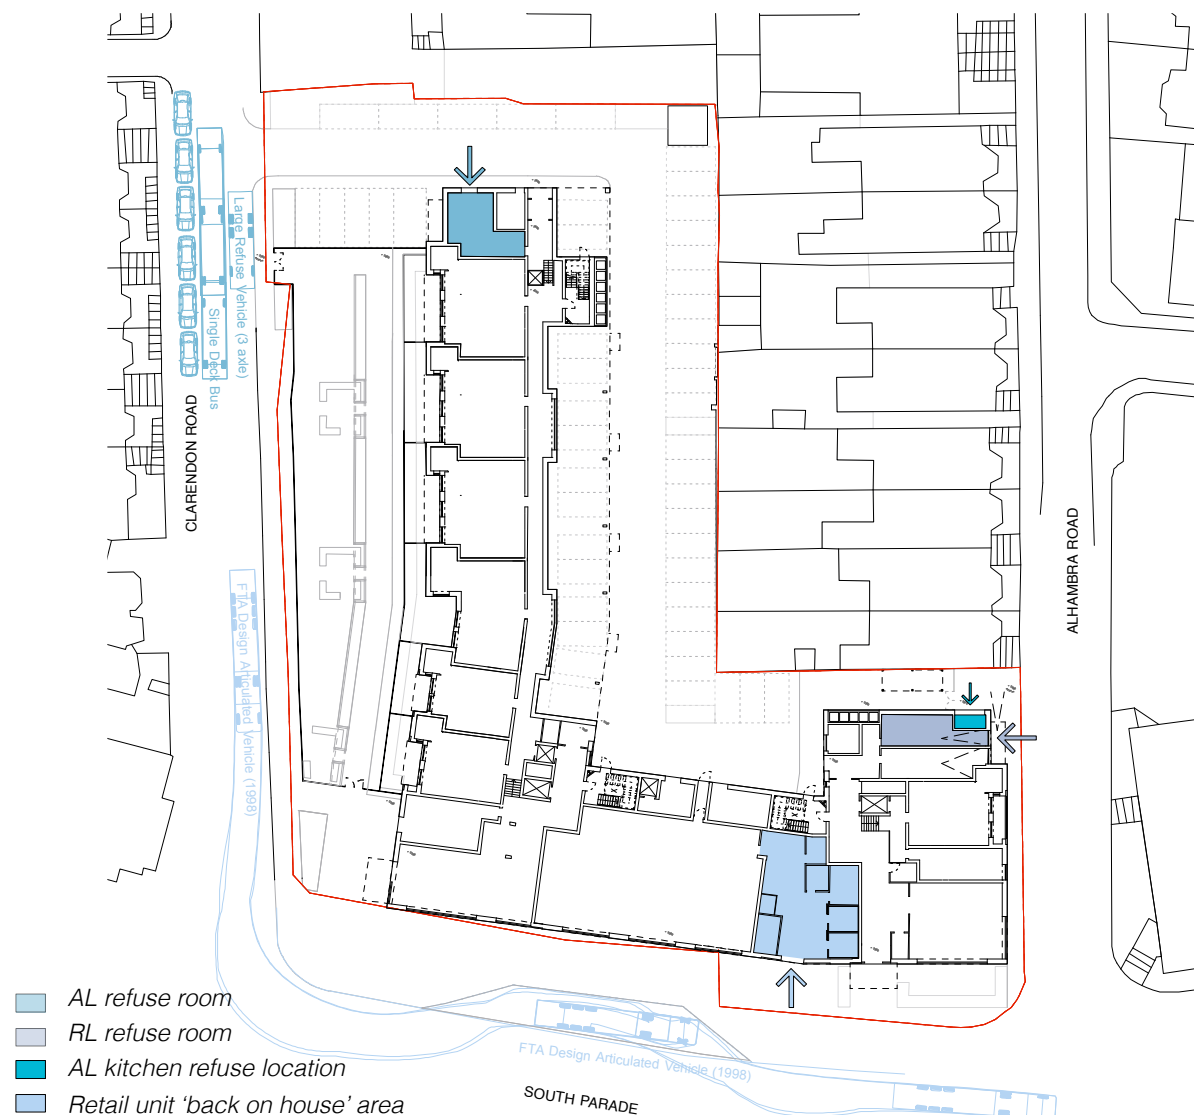 Large Refuse Vehicle (3 axle)
Single Deck Bus
CLARENDON ROAD
ALHAMBRA ROAD
FTA Design Articulated Vehicle (1998)
AL refuse room
RL refuse room
AL kitchen refuse location
Retail unit ‘back on house’ area
FTA Design Articulated Vehicle (1998)
SOUTH PARADE